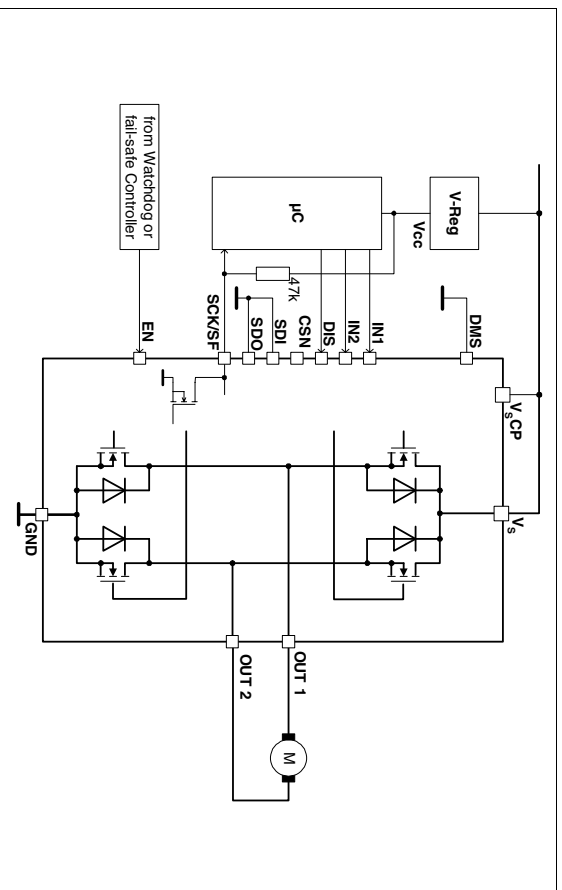 V-Reg
Vcc
µC
47k
from Watchdog or
fail-safe Controller
DMS
IN1
IN2
DIS
CSN
SDI
SDO
SCK/SF
EN
VSCP
VS
GND
OUT 1
OUT 2
M